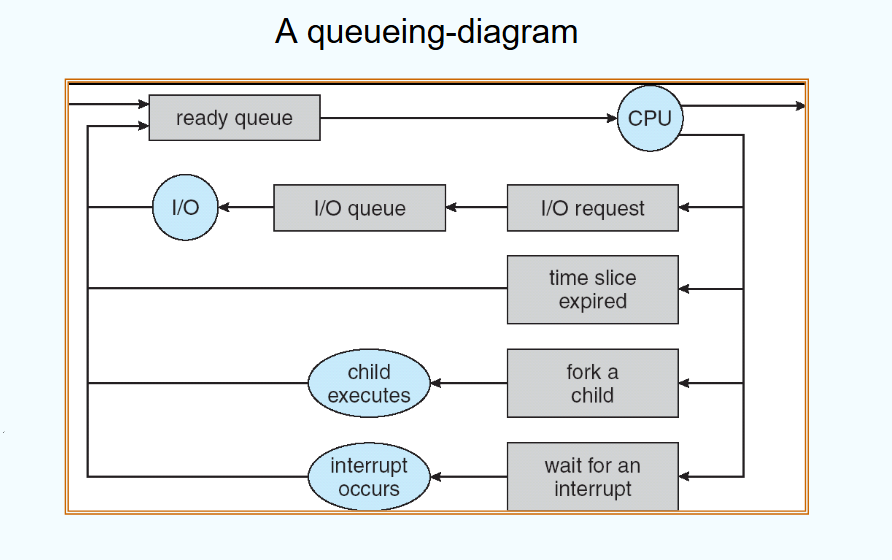 A queueing-diagram
ready queue
CPU
I/O
I/O queue
I/O request
time slice
expired
child
executes
fork a
child
interrupt
occurs
wait for an
interrupt